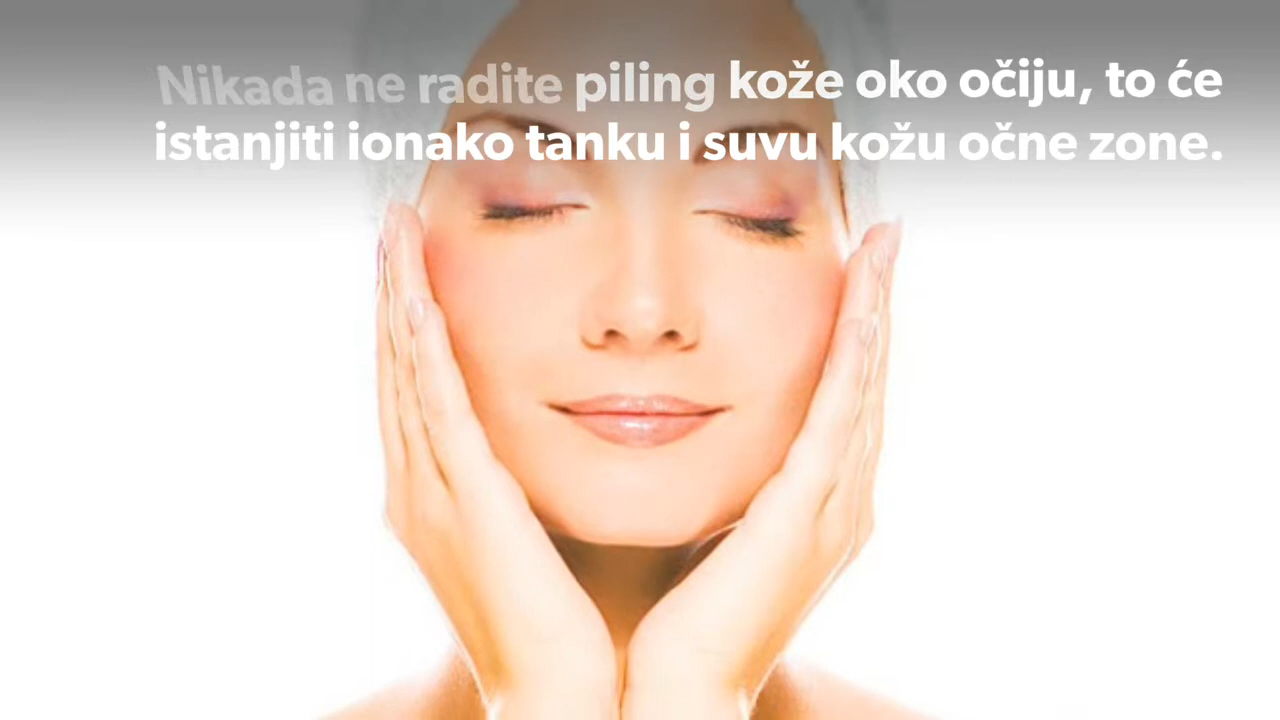 Nikada ne radite piling kože oko očiju, to će
istanjiti ionako tanku i suvu kožu očne zone.